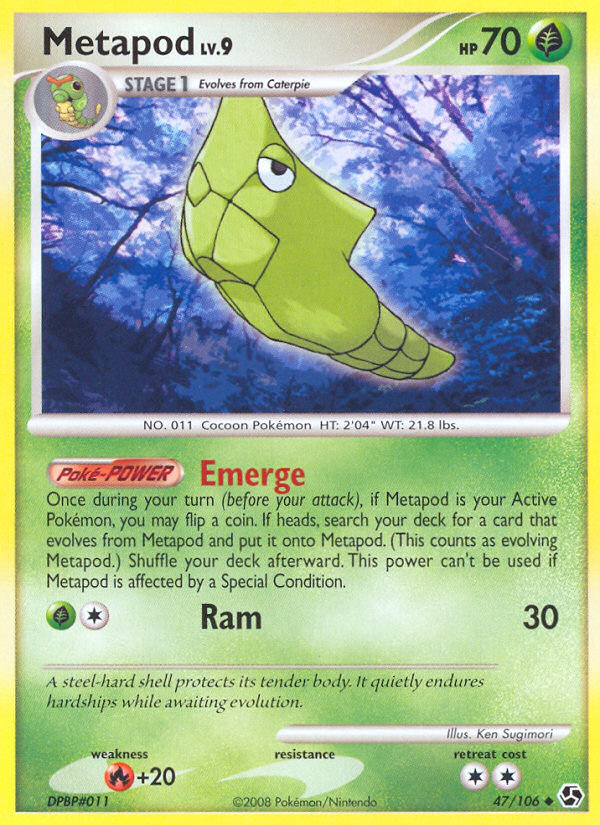 Metapod LV.9
HP 70
STAGE 1 Evolves from Caterpie
NO. 011 Cocoon Pokémon HT: 2'04" WT: 21.8 lbs.
Poké-POWER Emerge
Once during your turn (before your attack), if Metapod is your Active
Pokémon, you may flip a coin. If heads, search your deck for a card that
evolves from Metapod and put it onto Metapod. (This counts as evolving
Metapod.) Shuffle your deck afterward. This power can't be used if
Metapod is affected by a Special Condition.
Ram 30
A steel-hard shell protects its tender body. It quietly endures
hardships while awaiting evolution.
Illus. Ken Sugimori
weakness resistance retreat cost
+20
DPBP#011 ©2008 Pokémon/Nintendo 47/106